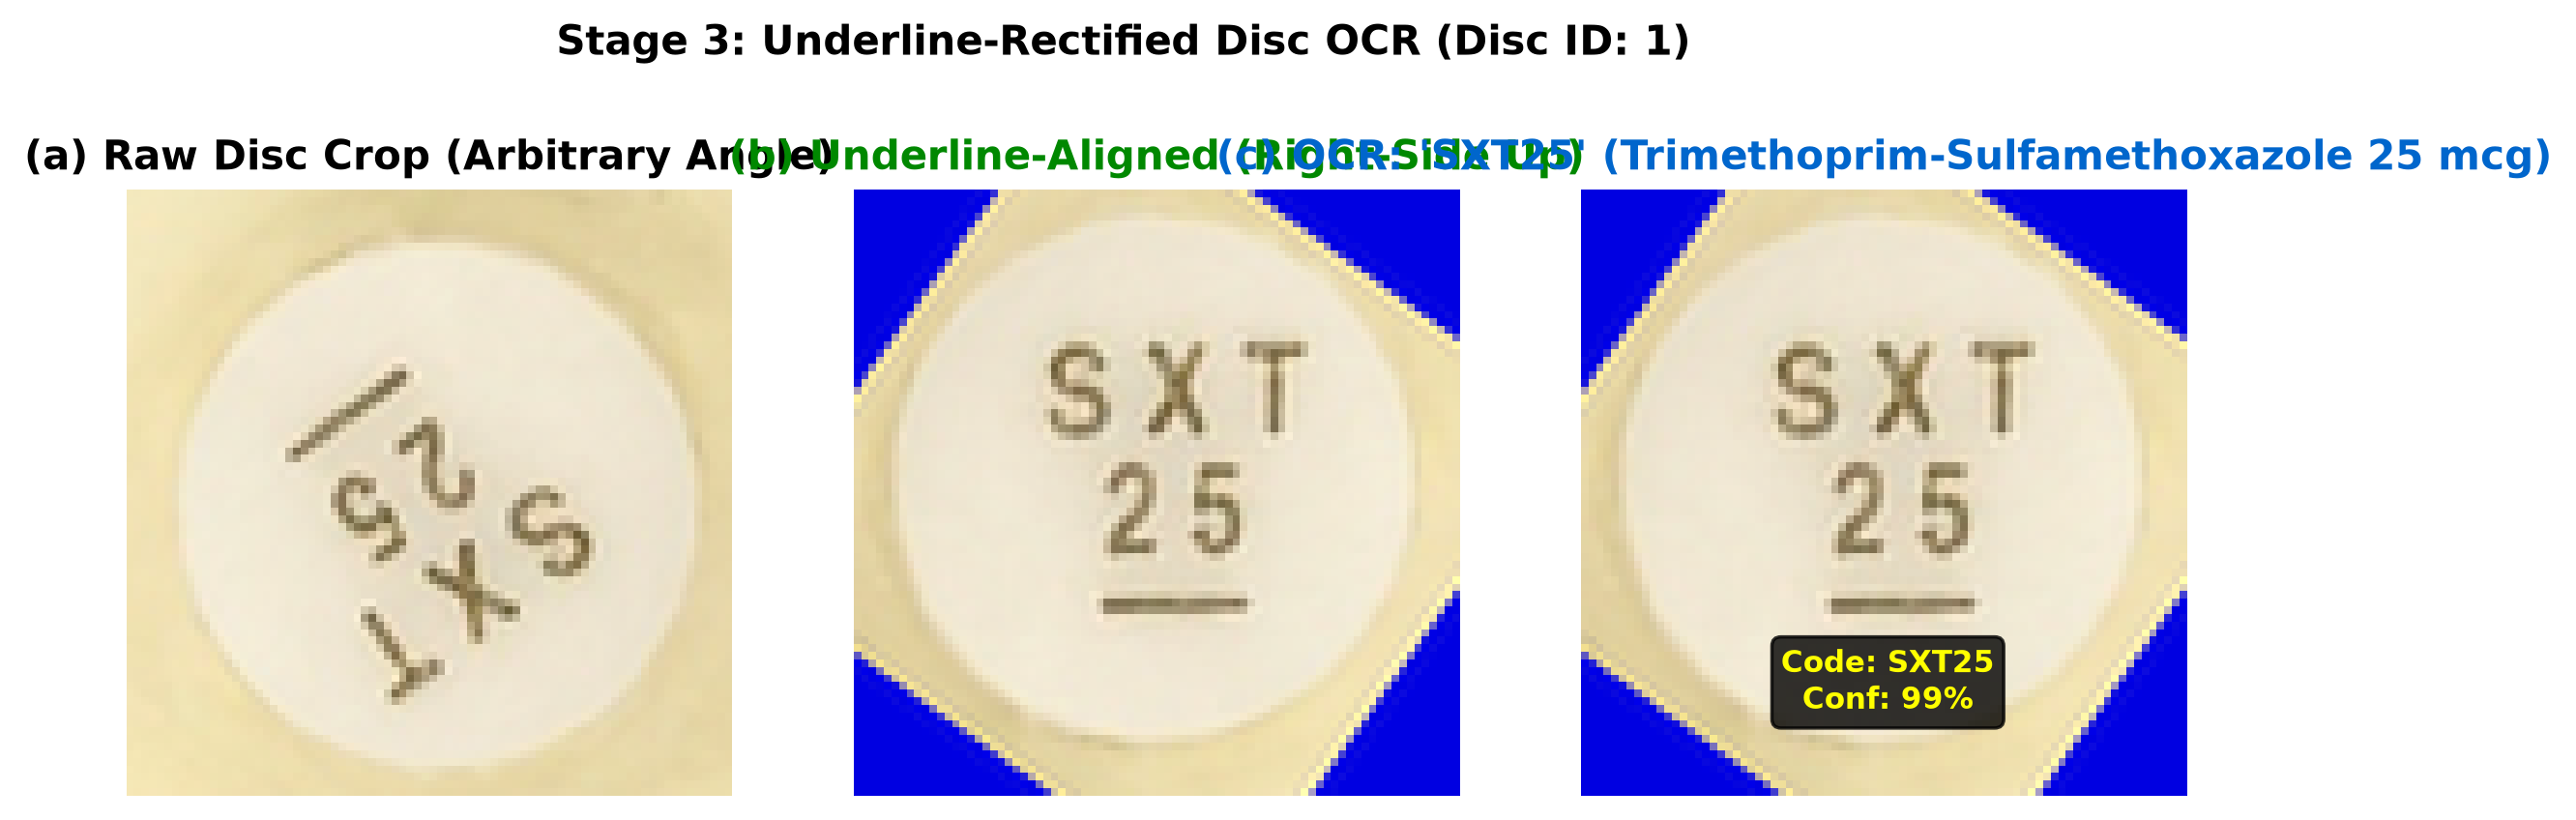 Stage 3: Underline-Rectified Disc OCR (Disc ID: 1)
(a) Raw Disc Crop (Arbitrary Angle)
(b) Underline-Aligned (Right-Side Up)
(c) OCR: 'SXT25' (Trimethoprim-Sulfamethoxazole 25 mcg)
SXT
25
SXT
25
SXT
25
Code: SXT25
Conf: 99%